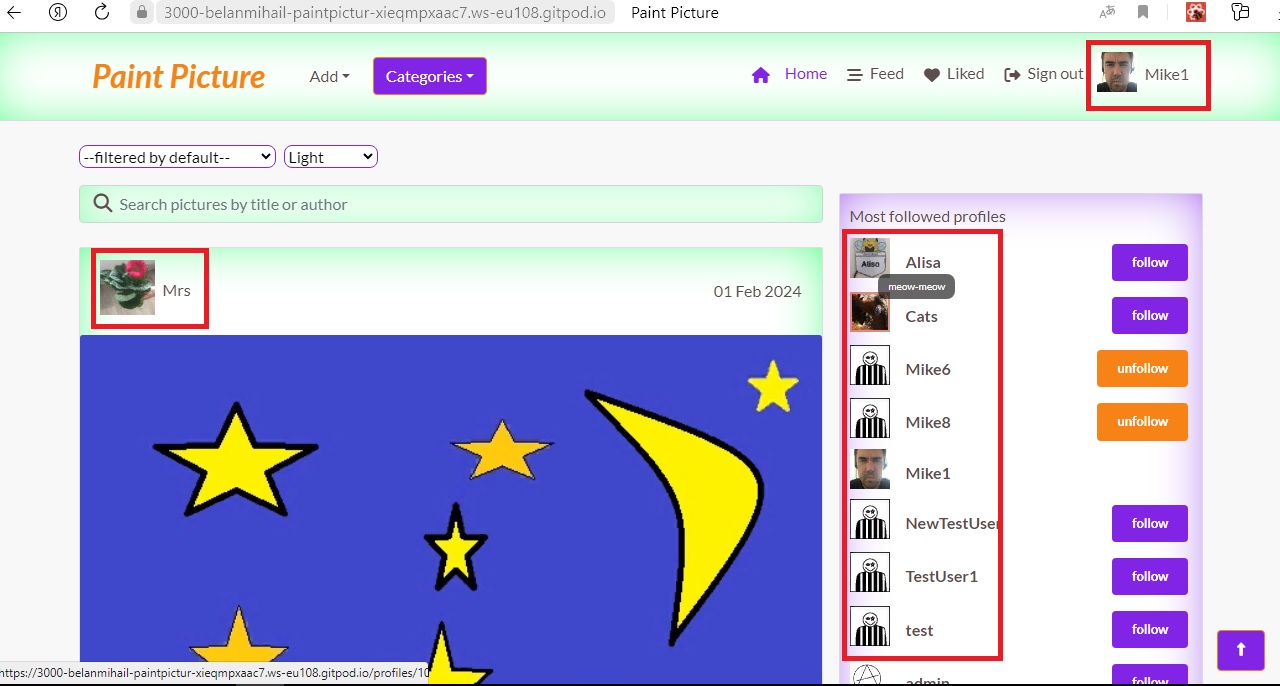 3000-belanmihail-paintpictur-xieqmpxaac7.ws-eu108.gitpod.io Paint Picture
Paint Picture Add Categories Home Feed Liked Sign out Mike1
--filtered by default-- Light
Search pictures by title or author
Mrs 01 Feb 2024
Most followed profiles
Alisa follow
Alisa
meow-meow
Cats follow
Mike6 unfollow
Mike8 unfollow
Mike1
NewTestUser follow
TestUser1 follow
test follow
admin follow
https://3000-belanmihail-paintpictur-xieqmpxaac7.ws-eu108.gitpod.io/profiles/10